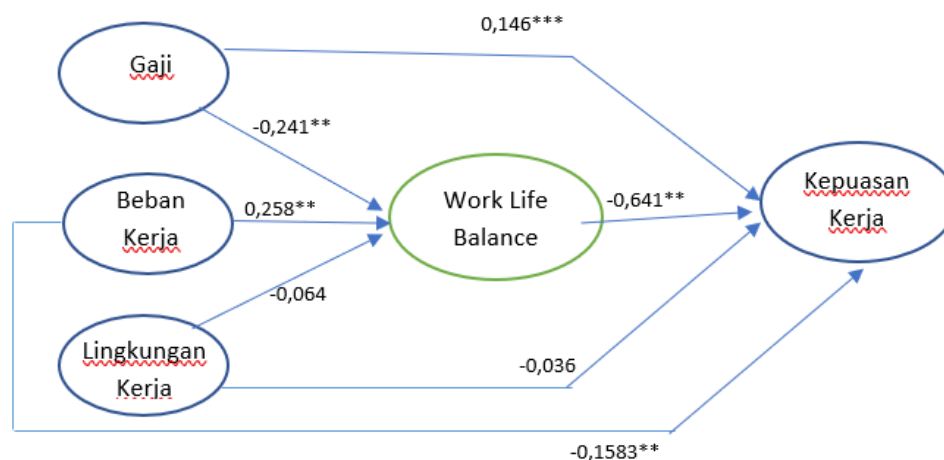 0,146***
Gaji
-0,241**
Beban
Kerja
0,258**
Work Life
Balance
-0,641**
Kepuasan
Kerja
-0,064
Lingkungan
Kerja
-0,036
-0,1583**